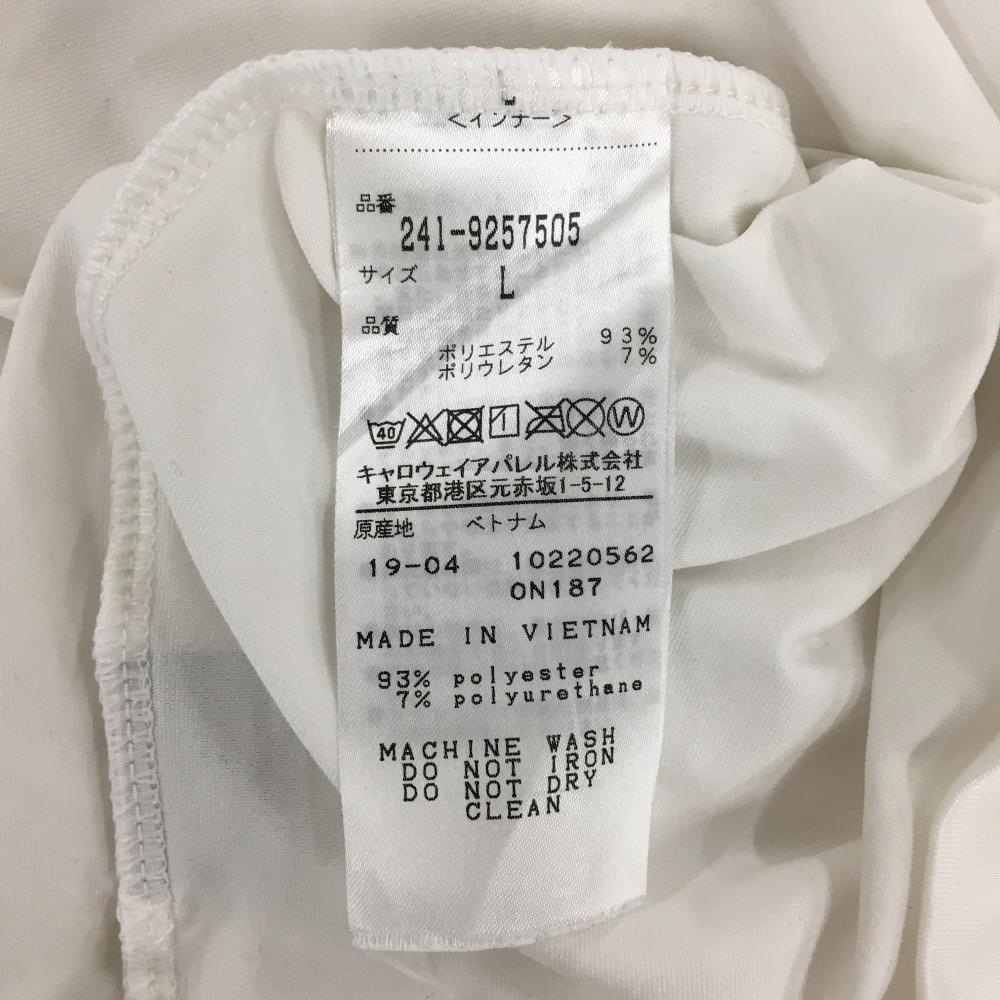 L
<インナー>
品番
241-9257505
サイズ L
品質
ポリエステル 93%
ポリウレタン 7%
40 W
キャロウェイアパレル株式会社
東京都港区元赤坂1-5-12
原産地 ベトナム
19-04 10220562
0N187
MADE IN VIETNAM
93% polyester
7% polyurethane
MACHINE WASH
DO NOT IRON
DO NOT DRY
CLEAN